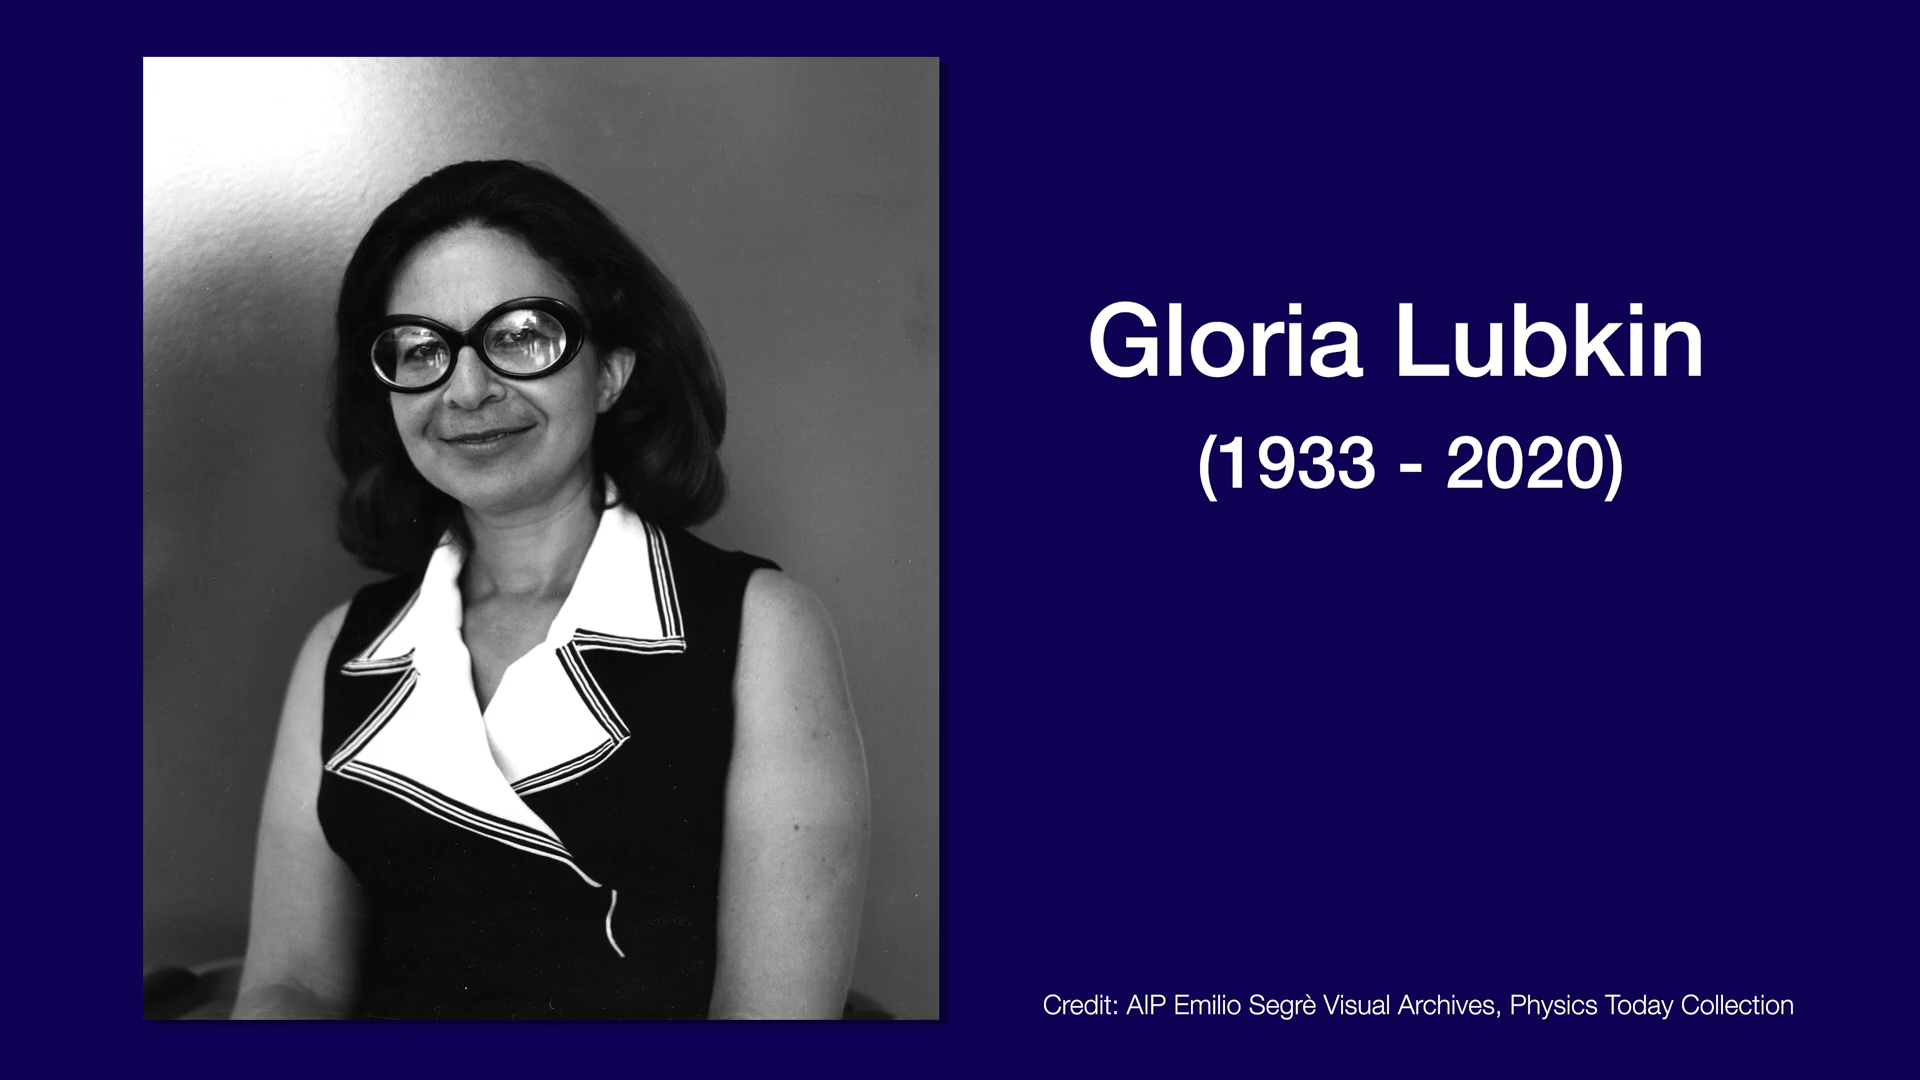 Gloria Lubkin
(1933 - 2020)
Credit: AIP Emilio Segrè Visual Archives, Physics Today Collection